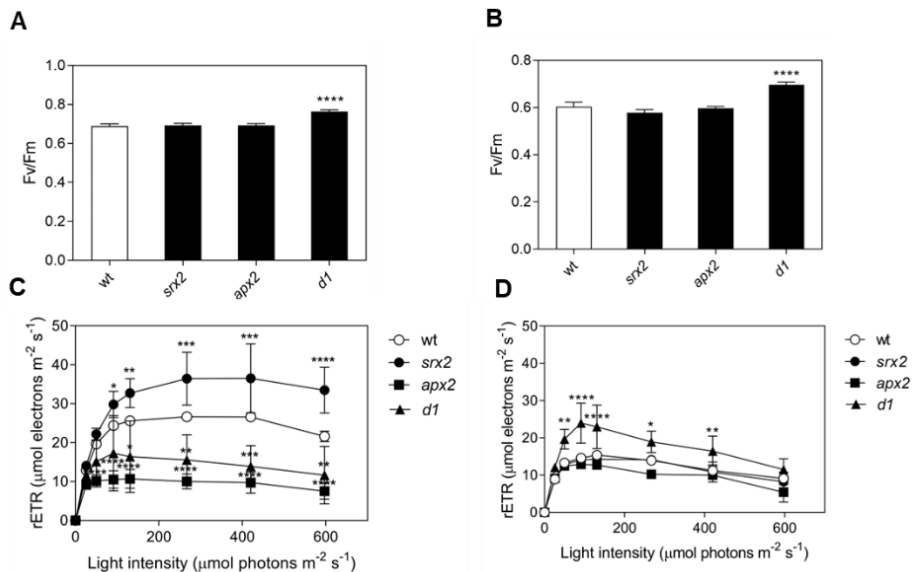 A
B
1.0
0.8
0.6
0.4
0.2
0.0
Fv/Fm
****
wt
srx2
apx2
d1
0.8
0.6
0.4
0.2
0.0
Fv/Fm
****
wt
srx2
apx2
d1
C
D
50
40
30
20
10
0
rETR (μmol electrons m⁻² s⁻¹)
* ** *** *** ****
* ** *** **
**** **** **** **** **** ****
0 200 400 600
Light intensity (μmol photons m⁻² s⁻¹)
wt
srx2
apx2
d1
50
40
30
20
10
0
rETR (μmol electrons m⁻² s⁻¹)
** **** **** * **
0 200 400 600
Light intensity (μmol photons m⁻² s⁻¹)
wt
srx2
apx2
d1